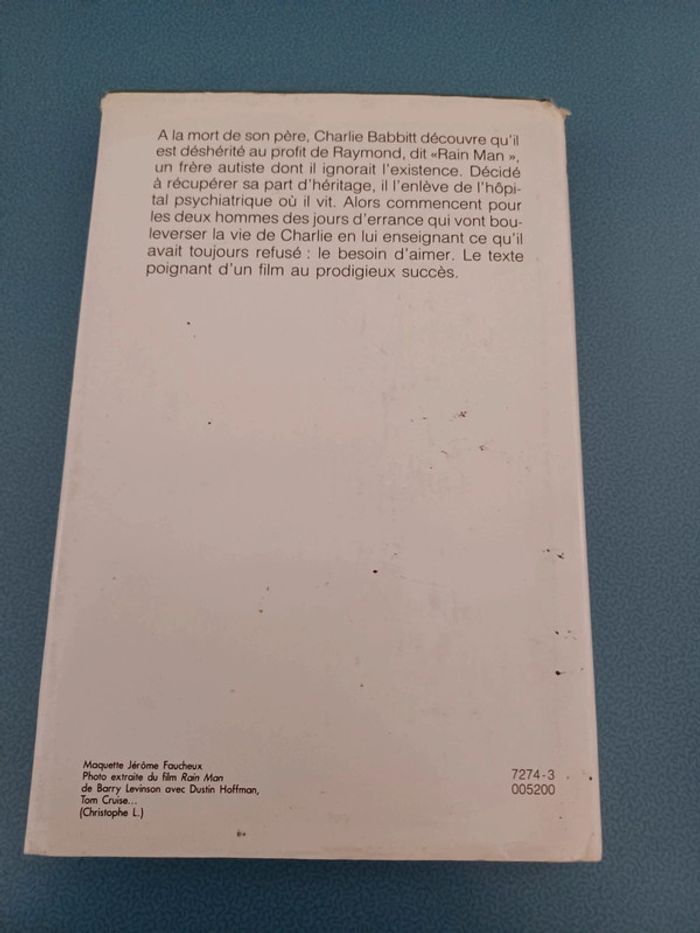 A la mort de son père, Charlie Babbitt découvre qu'il
est déshérité au profit de Raymond, dit «Rain Man»,
un frère autiste dont il ignorait l'existence. Décidé
à récupérer sa part d'héritage, il l'enlève de l'hôpi-
tal psychiatrique où il vit. Alors commencent pour
les deux hommes des jours d'errance qui vont bou-
leverser la vie de Charlie en lui enseignant ce qu'il
avait toujours refusé : le besoin d'aimer. Le texte
poignant d'un film au prodigieux succès.
Maquette Jérôme Faucheux
Photo extraite du film Rain Man
de Barry Levinson avec Dustin Hoffman,
Tom Cruise...
(Christophe L.)
7274-3
005200